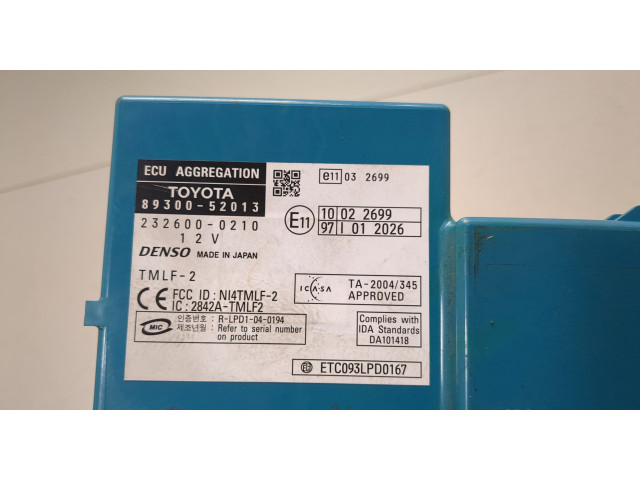 ECU AGGREGATION
TOYOTA
89300-52013
232600-0210
12V
DENSO MADE IN JAPAN
TMLF-2
CE FCC ID : NI4TMLF-2
IC : 2842A-TMLF2
MIC 인증번호 : R-LPD1-04-0194
제조년월 : Refer to serial number
on product
e11 03 2699
E11
10 02 2699
97 I 01 2026
ICASA TA-2004/345
APPROVED
Complies with
IDA Standards
DA101418
ETC093LPD0167